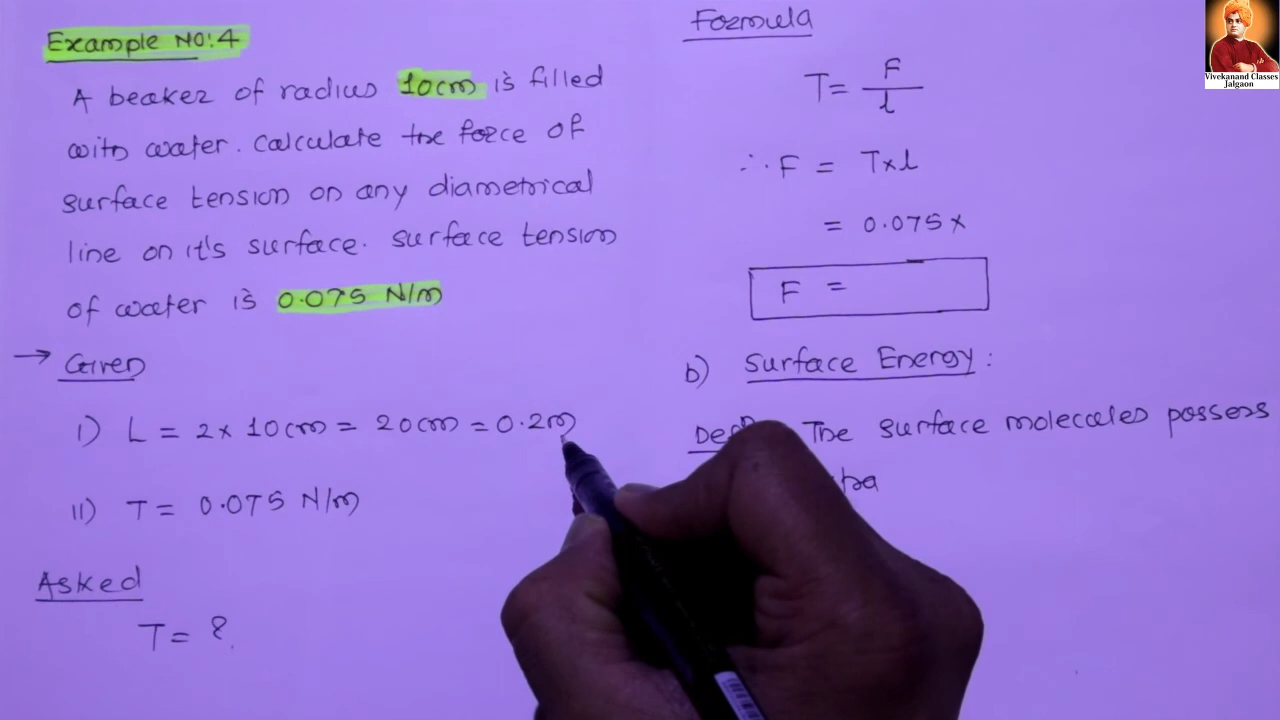 Example No:4
A beaker of radius 10cm is filled
with water. Calculate the force of
surface tension on any diametrical
line on it's surface. Surface tension
of water is 0.075 N/m
→ Given
i) L = 2 x 10cm = 20cm = 0.2m
ii) T = 0.075 N/m
Asked
T = ?
Formula
T = F / l
∴ F = T x l
= 0.075 x
F =
b) Surface Energy:
The surface molecules possess
Vivekanand Classes
Jalgaon